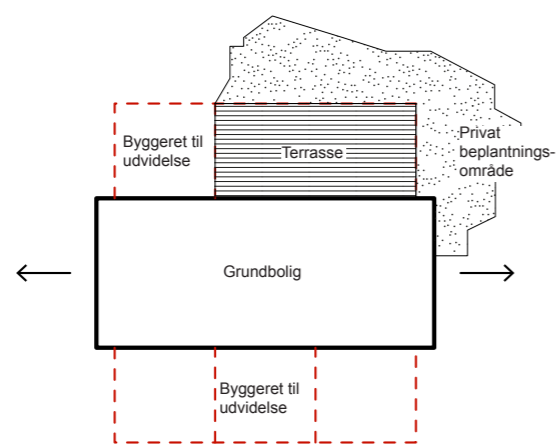 Byggeret til
udvidelse
Terrasse
Privat
beplantnings-
område
Grundbolig
Byggeret til
udvidelse